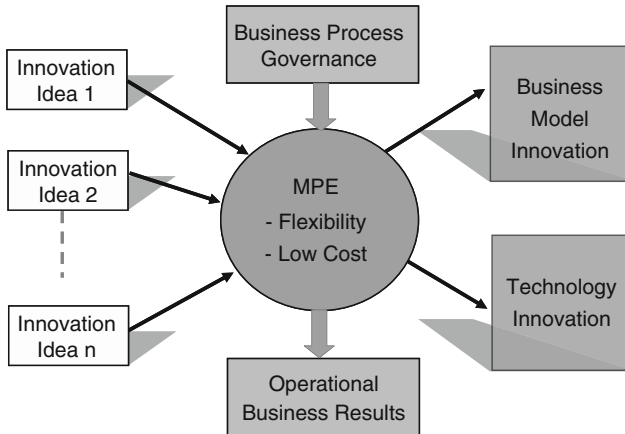 Innovation
Idea 1
Business Process
Governance
Business
Model
Innovation
Innovation
Idea 2
MPE
- Flexibility
- Low Cost
Innovation
Idea n
Technology
Innovation
Operational
Business Results